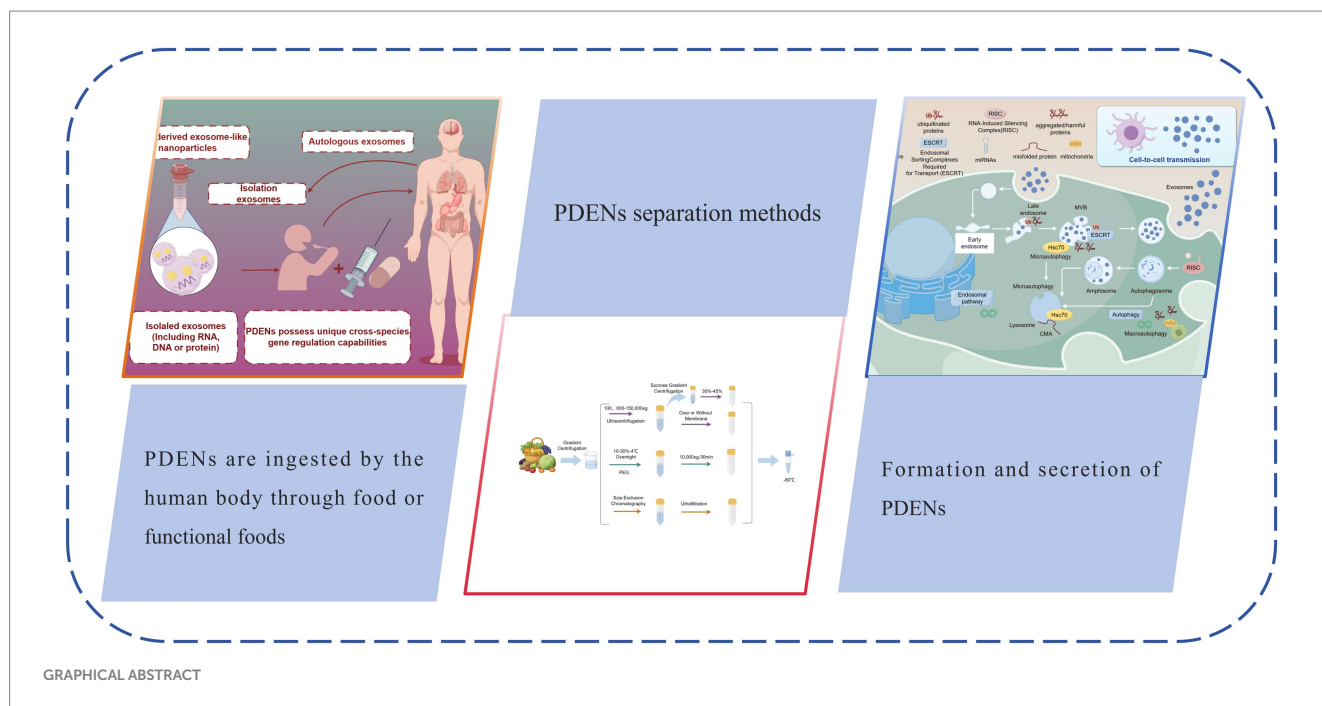 derived exosome-like
nanoparticles
Autologous exosomes
Isolation
exosomes
Isolaled exosomes
(Including RNA,
DNA or protein)
PDENs possess unique cross-species
gene regulation capabilities
PDENs are ingested by the
human body through food or
functional foods
PDENs separation methods
Gradient
Centrifugation
100，000-150,000xg
Ultracentrifugation
Sucrose Gradient
Centrifugation
30%-45%
Over or Without
Membrane
10-30%-4℃
Overnight
PEG
10,000xg-30min
Szie Exclusion
Chromatography
Ultrafiltration
-80℃
Ub
ubiquitinated
proteins
RISC
RNA-Induced Silencing
Complex(RISC)
aggregated/harmful
proteins
ESCRT
Endosomal
SortingComplexes
Required
for Transport (ESCRT)
miRNAs
misfolded protein
mitochondria
Cell-to-cell transmission
Exosomes
Late
endosome
MVB
Ub
Ub
ESCRT
Early
endosome
Hsc70
Microautophagy
RISC
Microautophagy
Amphisome
Autophagosome
Endosomal
pathway
Hsc70
Lysosome
CMA
Autophagy
Macroautophagy
Formation and secretion of
PDENs
GRAPHICAL ABSTRACT